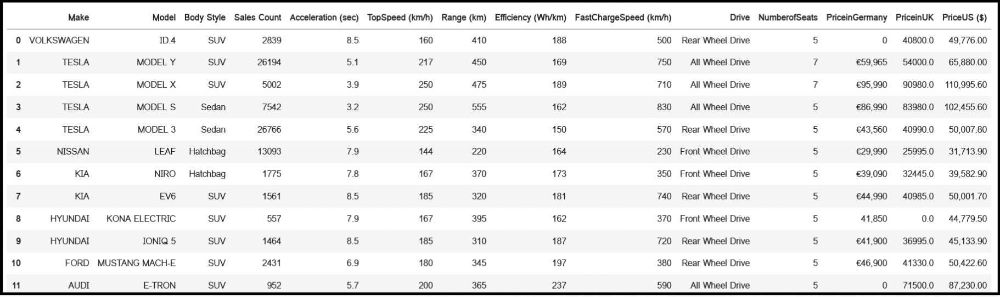 Make Model Body Style Sales Count Acceleration (sec) TopSpeed (km/h) Range (km) Efficiency (Wh/km) FastChargeSpeed (km/h) Drive NumberofSeats PriceinGermany PriceinUK PriceUS ($)
0 VOLKSWAGEN ID.4 SUV 2839 8.5 160 410 188 500 Rear Wheel Drive 5 0 40800.0 49,776.00
1 TESLA MODEL Y SUV 26194 5.1 217 450 169 750 All Wheel Drive 7 €59,965 54000.0 65,880.00
2 TESLA MODEL X SUV 5002 3.9 250 475 189 710 All Wheel Drive 7 €95,990 90980.0 110,995.60
3 TESLA MODEL S Sedan 7542 3.2 250 555 162 830 All Wheel Drive 5 €86,990 83980.0 102,455.60
4 TESLA MODEL 3 Sedan 26766 5.6 225 340 150 570 Rear Wheel Drive 5 €43,560 40990.0 50,007.80
5 NISSAN LEAF Hatchbag 13093 7.9 144 220 164 230 Front Wheel Drive 5 €29,990 25995.0 31,713.90
6 KIA NIRO Hatchbag 1775 7.8 167 370 173 350 Front Wheel Drive 5 €39,090 32445.0 39,582.90
7 KIA EV6 SUV 1561 8.5 185 320 181 740 Rear Wheel Drive 5 €44,990 40985.0 50,001.70
8 HYUNDAI KONA ELECTRIC SUV 557 7.9 167 395 162 370 Front Wheel Drive 5 41,850 0.0 44,779.50
9 HYUNDAI IONIQ 5 SUV 1464 8.5 185 310 187 720 Rear Wheel Drive 5 €41,900 36995.0 45,133.90
10 FORD MUSTANG MACH-E SUV 2431 6.9 180 345 197 380 Rear Wheel Drive 5 €46,900 41330.0 50,422.60
11 AUDI E-TRON SUV 952 5.7 200 365 237 590 All Wheel Drive 5 0 71500.0 87,230.00